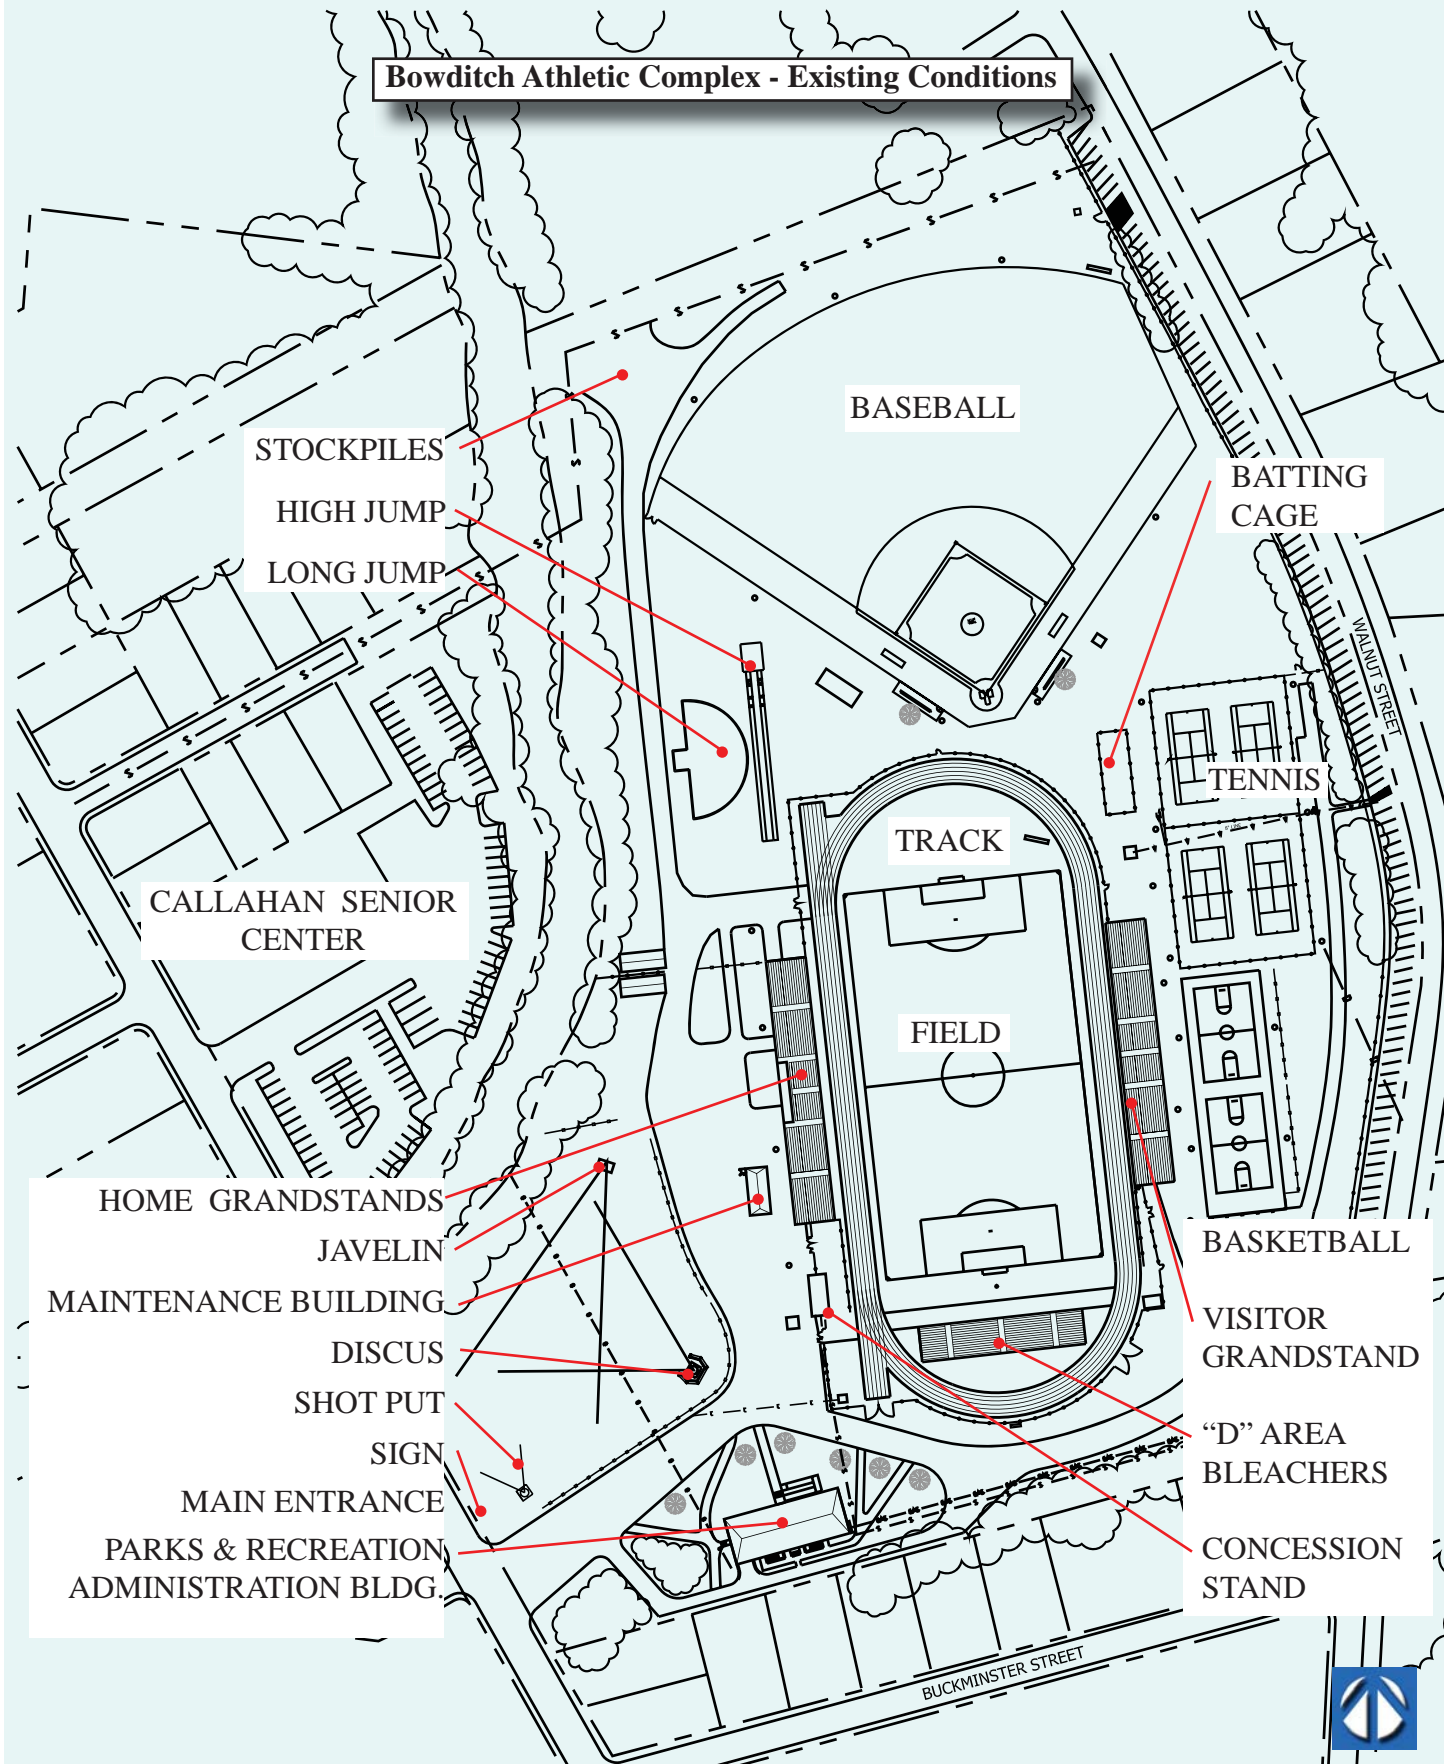 Bowditch Athletic Complex - Existing Conditions
BASEBALL
STOCKPILES
BATTING
CAGE
HIGH JUMP
LONG JUMP
WALNUT STREET
TENNIS
TRACK
CALLAHAN SENIOR
CENTER
FIELD
HOME GRANDSTANDS
JAVELIN
MAINTENANCE BUILDING
DISCUS
SHOT PUT
SIGN
MAIN ENTRANCE
PARKS & RECREATION
ADMINISTRATION BLDG.
BASKETBALL
VISITOR
GRANDSTAND
“D” AREA
BLEACHERS
CONCESSION
STAND
BUCKMINSTER STREET